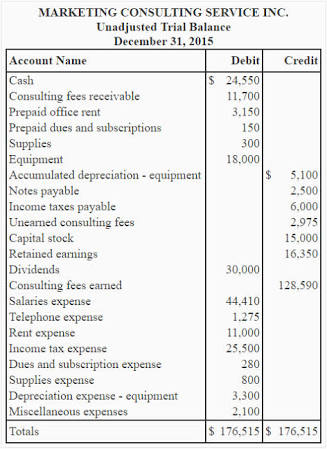 MARKETING CONSULTING SERVICE INC.
Unadjusted Trial Balance
December 31, 2015
Account Name Debit Credit
Cash $ 24,550
Consulting fees receivable 11,700
Prepaid office rent 3,150
Prepaid dues and subscriptions 150
Supplies 300
Equipment 18,000
Accumulated depreciation - equipment $ 5,100
Notes payable 2,500
Income taxes payable 6,000
Unearned consulting fees 2,975
Capital stock 15,000
Retained earnings 16,350
Dividends 30,000
Consulting fees earned 128,590
Salaries expense 44,410
Telephone expense 1,275
Rent expense 11,000
Income tax expense 25,500
Dues and subscription expense 280
Supplies expense 800
Depreciation expense - equipment 3,300
Miscellaneous expenses 2,100
Totals $ 176,515 $ 176,515